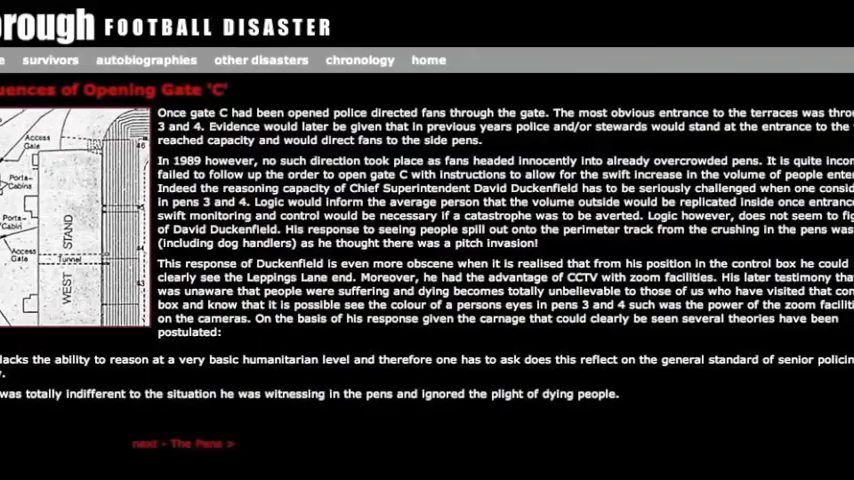 rough FOOTBALL DISASTER
survivors autobiographies other disasters chronology home
uences of Opening Gate 'C'
Once gate C had been opened police directed fans through the gate. The most obvious entrance to the terraces was thro
3 and 4. Evidence would later be given that in previous years police and/or stewards would stand at the entrance to the
reached capacity and would direct fans to the side pens.
In 1989 however, no such direction took place as fans headed innocently into already overcrowded pens. It is quite incon
failed to follow up the order to open gate C with instructions to allow for the swift increase in the volume of people enter
Indeed the reasoning capacity of Chief Superintendent David Duckenfield has to be seriously challenged when one consid
in pens 3 and 4. Logic would inform the average person that the volume outside would be replicated inside once entranc
swift monitoring and control would be necessary if a catastrophe was to be averted. Logic however, does not seem to fig
of David Duckenfield. His response to seeing people spill out onto the perimeter track from the crushing in the pens was
(including dog handlers) as he thought there was a pitch invasion!
This response of Duckenfield is even more obscene when it is realised that from his position in the control box he could
clearly see the Leppings Lane end. Moreover, he had the advantage of CCTV with zoom facilities. His later testimony tha
was unaware that people were suffering and dying becomes totally unbelievable to those of us who have visited that con
box and know that it is possible see the colour of a persons eyes in pens 3 and 4 such was the power of the zoom faciliti
on the cameras. On the basis of his response given the carnage that could clearly be seen several theories have been
postulated:
lacks the ability to reason at a very basic humanitarian level and therefore one has to ask does this reflect on the general standard of senior policin
was totally indifferent to the situation he was witnessing in the pens and ignored the plight of dying people.
next - The Pens >
Access
Gate
Porta-
Cabins
Porta-
Cabin
Access
Gate
Tunnel
WEST STAND
46
45
44
43